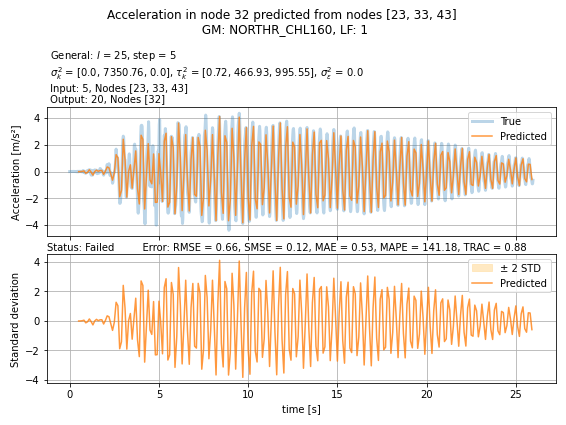 Acceleration in node 32 predicted from nodes [23, 33, 43]
GM: NORTHR_CHL160, LF: 1
General: l = 25, step = 5
σ²ₖ = [0.0, 7350.76, 0.0], τ²ₖ = [0.72, 466.93, 995.55], σ²ₛ = 0.0
Input: 5, Nodes [23, 33, 43]
Output: 20, Nodes [32]
Acceleration [m/s²]
4
2
0
−2
−4
True
Predicted
Status: Failed
Error: RMSE = 0.66, SMSE = 0.12, MAE = 0.53, MAPE = 141.18, TRAC = 0.88
Standard deviation
4
2
0
−2
−4
± 2 STD
Predicted
0 5 10 15 20 25
time [s]